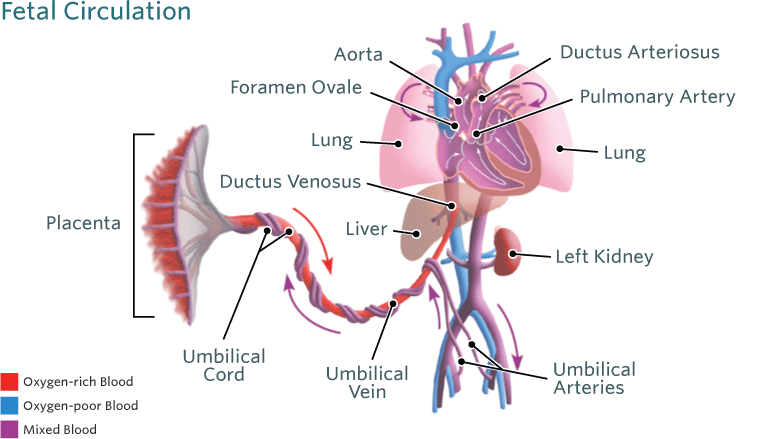 Fetal Circulation
Aorta
Ductus Arteriosus
Foramen Ovale
Pulmonary Artery
Lung
Lung
Ductus Venosus
Placenta
Liver
Left Kidney
Umbilical
Cord
Umbilical
Vein
Umbilical
Arteries
Oxygen-rich Blood
Oxygen-poor Blood
Mixed Blood